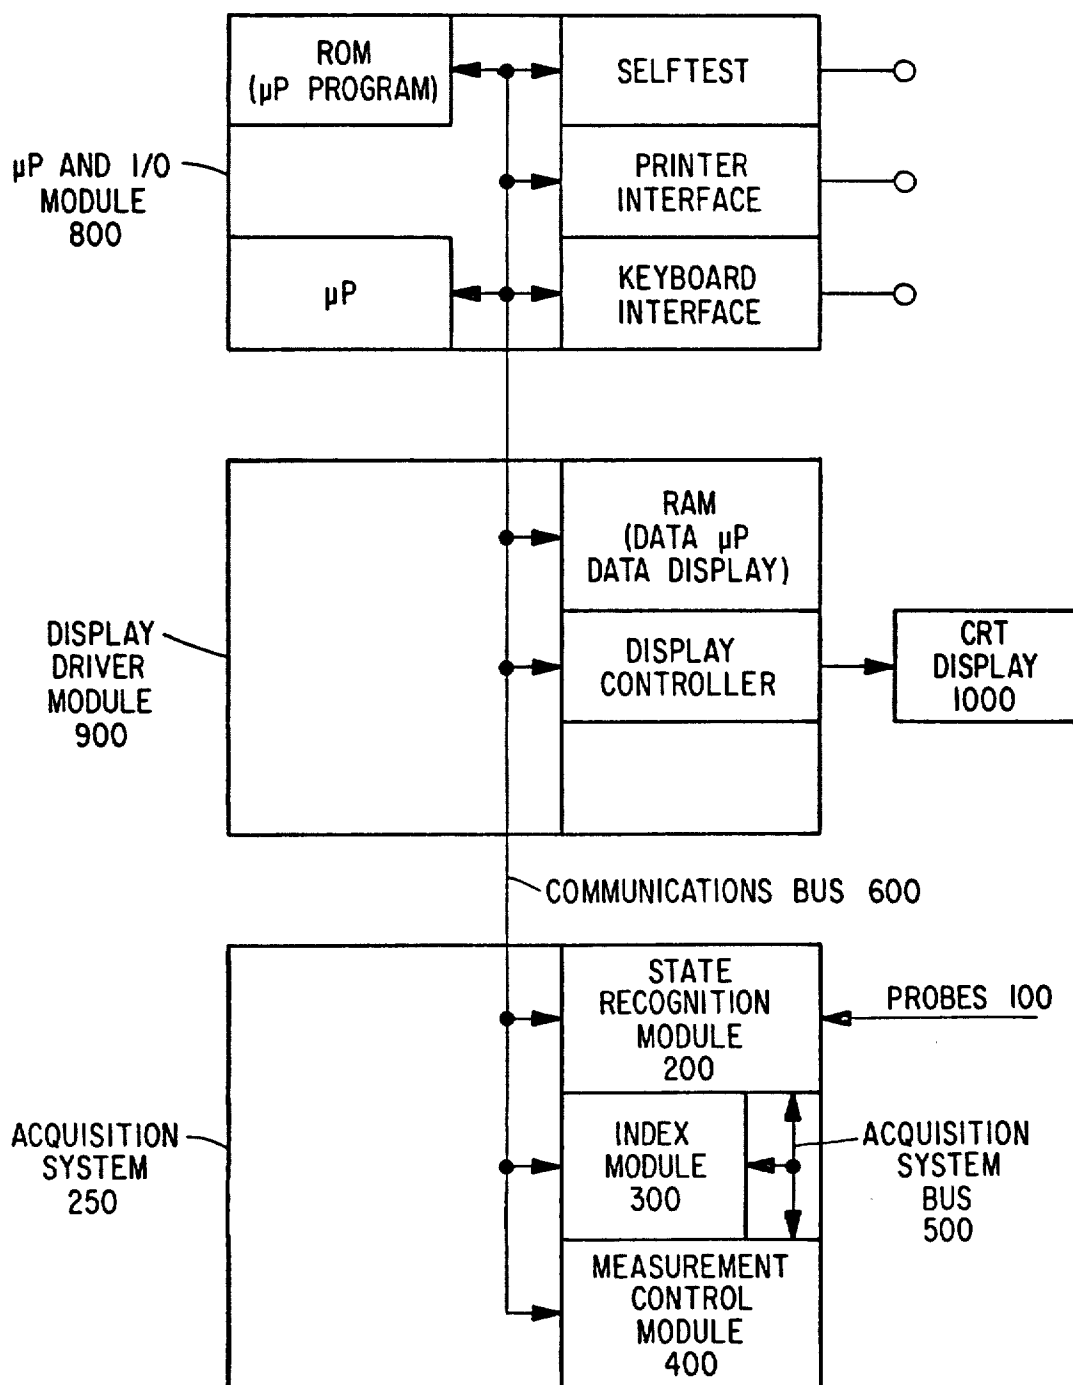 ROM
(μP PROGRAM)
SELFTEST
μP AND I/O
MODULE
800
PRINTER
INTERFACE
μP
KEYBOARD
INTERFACE
RAM
(DATA μP
DATA DISPLAY)
DISPLAY
DRIVER
MODULE
900
DISPLAY
CONTROLLER
CRT
DISPLAY
1000
COMMUNICATIONS BUS 600
STATE
RECOGNITION
MODULE
200
PROBES 100
ACQUISITION
SYSTEM
250
INDEX
MODULE
300
ACQUISITION
SYSTEM
BUS
500
MEASUREMENT
CONTROL
MODULE
400